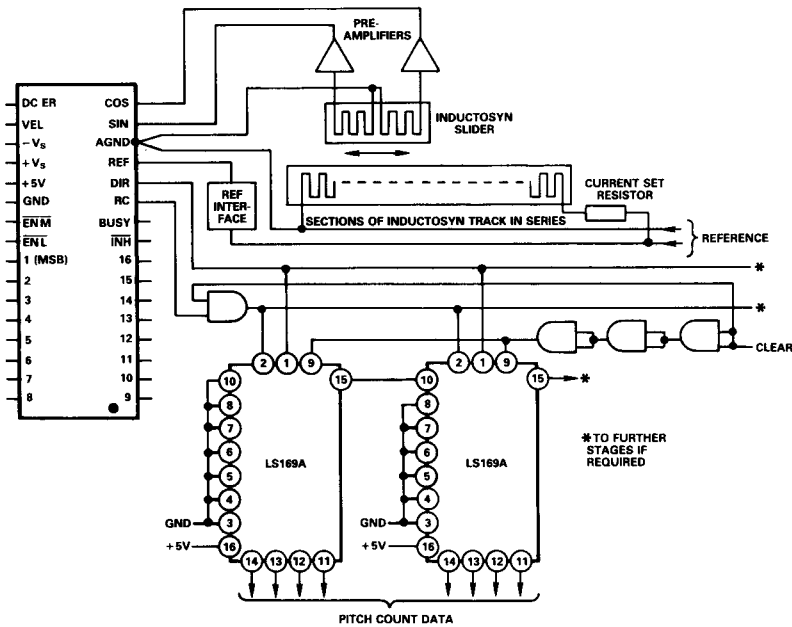 PRE-
AMPLIFIERS
DC ER COS
VEL SIN
−VS AGND
+VS REF
+5V DIR
GND RC
ENM BUSY
ENL INH
1 (MSB) 16
2 15
3 14
4 13
5 12
6 11
7 10
8 9
INDUCTOSYN
SLIDER
REF
INTER-
FACE
CURRENT SET
RESISTOR
SECTIONS OF INDUCTOSYN TRACK IN SERIES
REFERENCE
*
*
CLEAR
2 1 9
10 15
8
7
6
5
4
3
16
LS169A
GND
+5V
14 13 12 11
2 1 9
10 15
8
7
6
5
4
3
16
LS169A
GND
+5V
14 13 12 11
*
*TO FURTHER
STAGES IF
REQUIRED
PITCH COUNT DATA